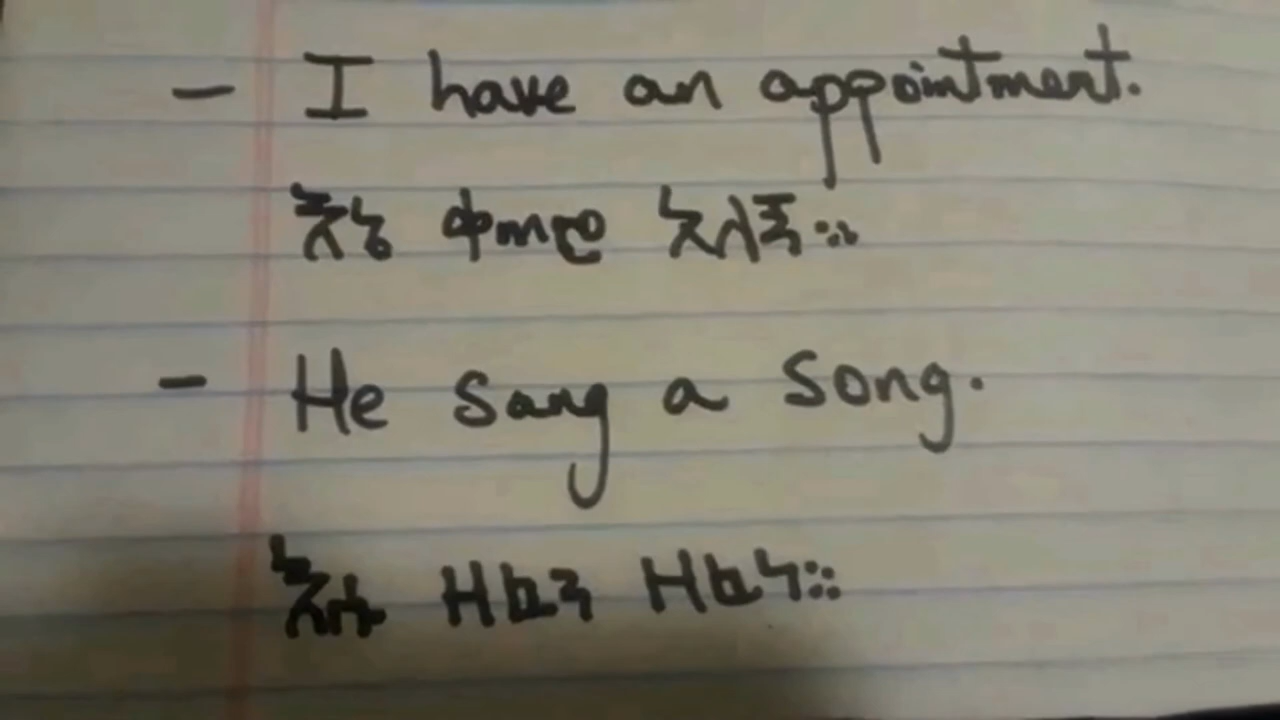 - I have an appointment.
እኔ ቀጠሮ አለኝ።
- He sang a song.
እሱ ዘፈን ዘፈነ።